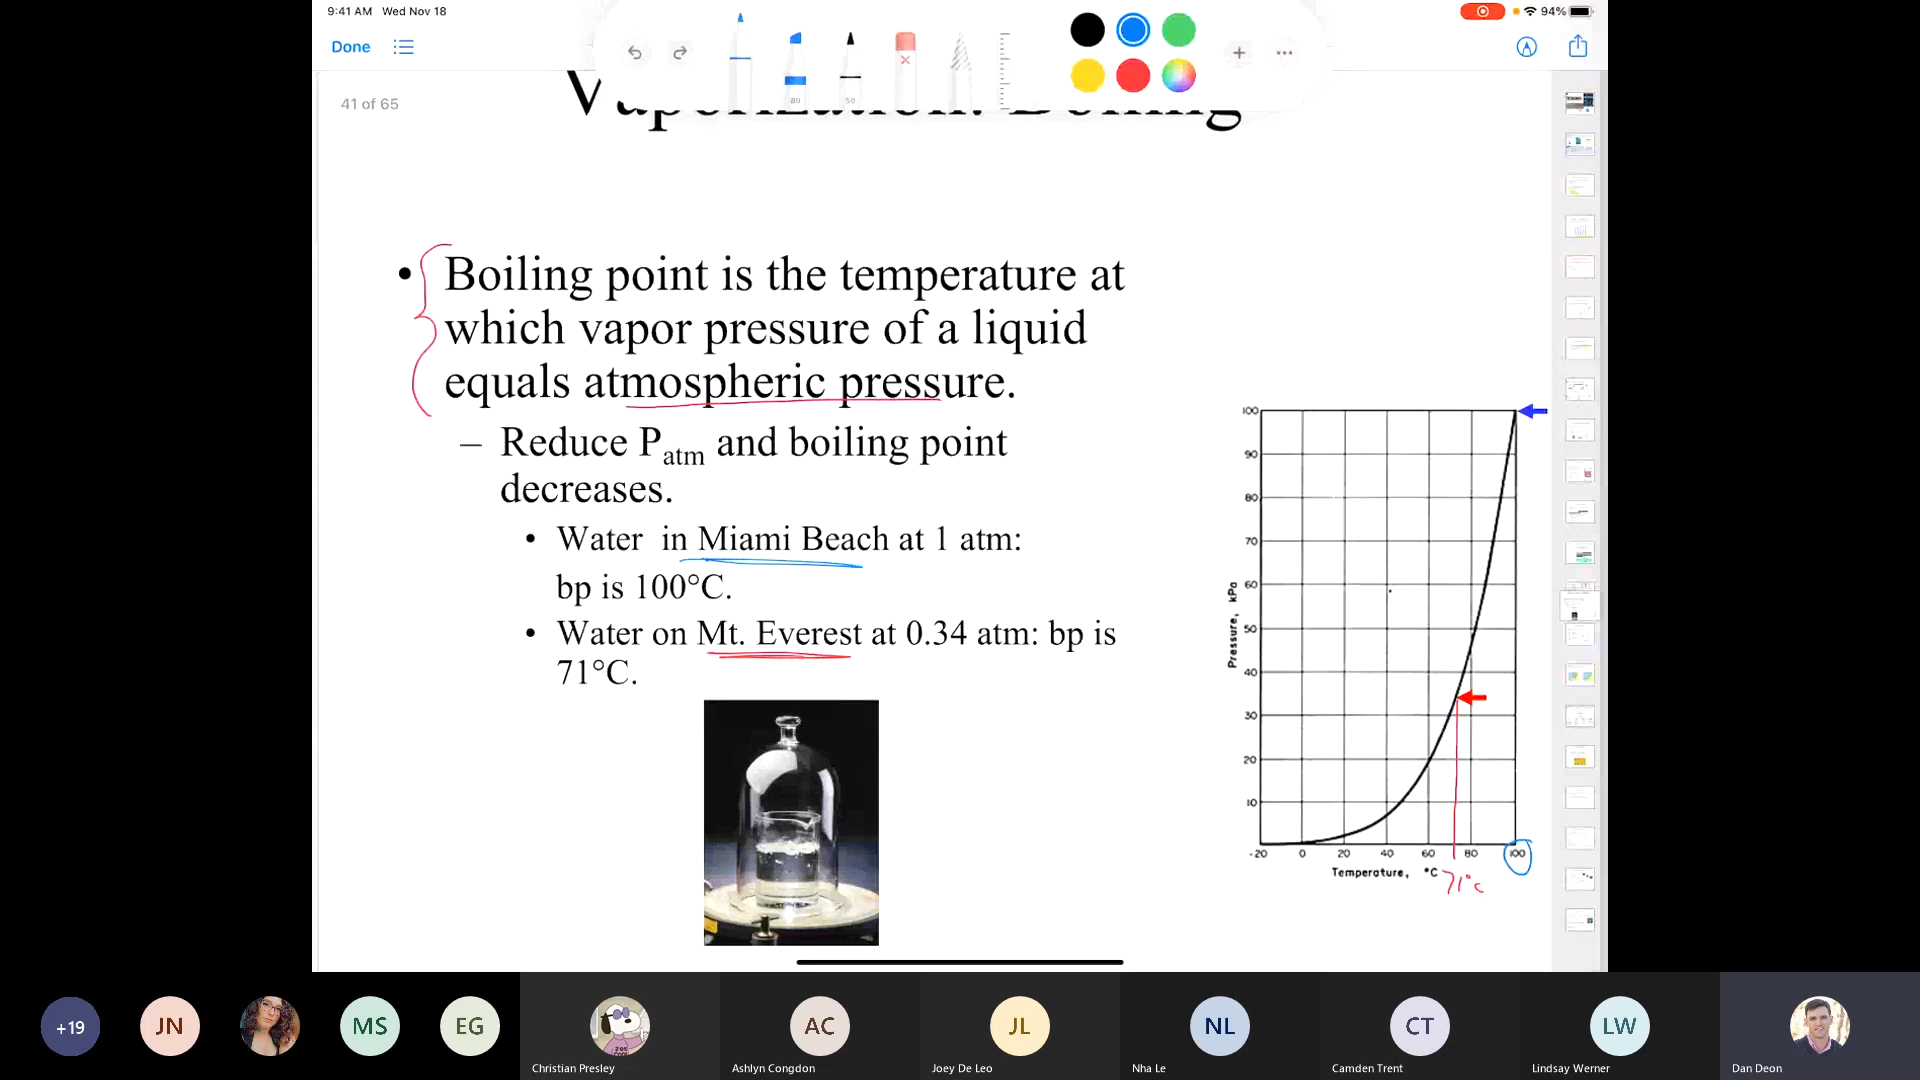 9:41 AM Wed Nov 18
94%
Done
80
50
41 of 65
Vaporization: Boiling
• Boiling point is the temperature at
which vapor pressure of a liquid
equals atmospheric pressure.
– Reduce Patm and boiling point
decreases.
• Water in Miami Beach at 1 atm:
bp is 100°C.
• Water on Mt. Everest at 0.34 atm: bp is
71°C.
100
90
80
70
60
50
40
30
20
10
Pressure, kPa
-20 0 20 40 60 80 100
Temperature, °C
71°C
+19
JN
MS
EG
AC
JL
NL
CT
LW
Christian Presley
Ashlyn Congdon
Joey De Leo
Nha Le
Camden Trent
Lindsay Werner
Dan Deon